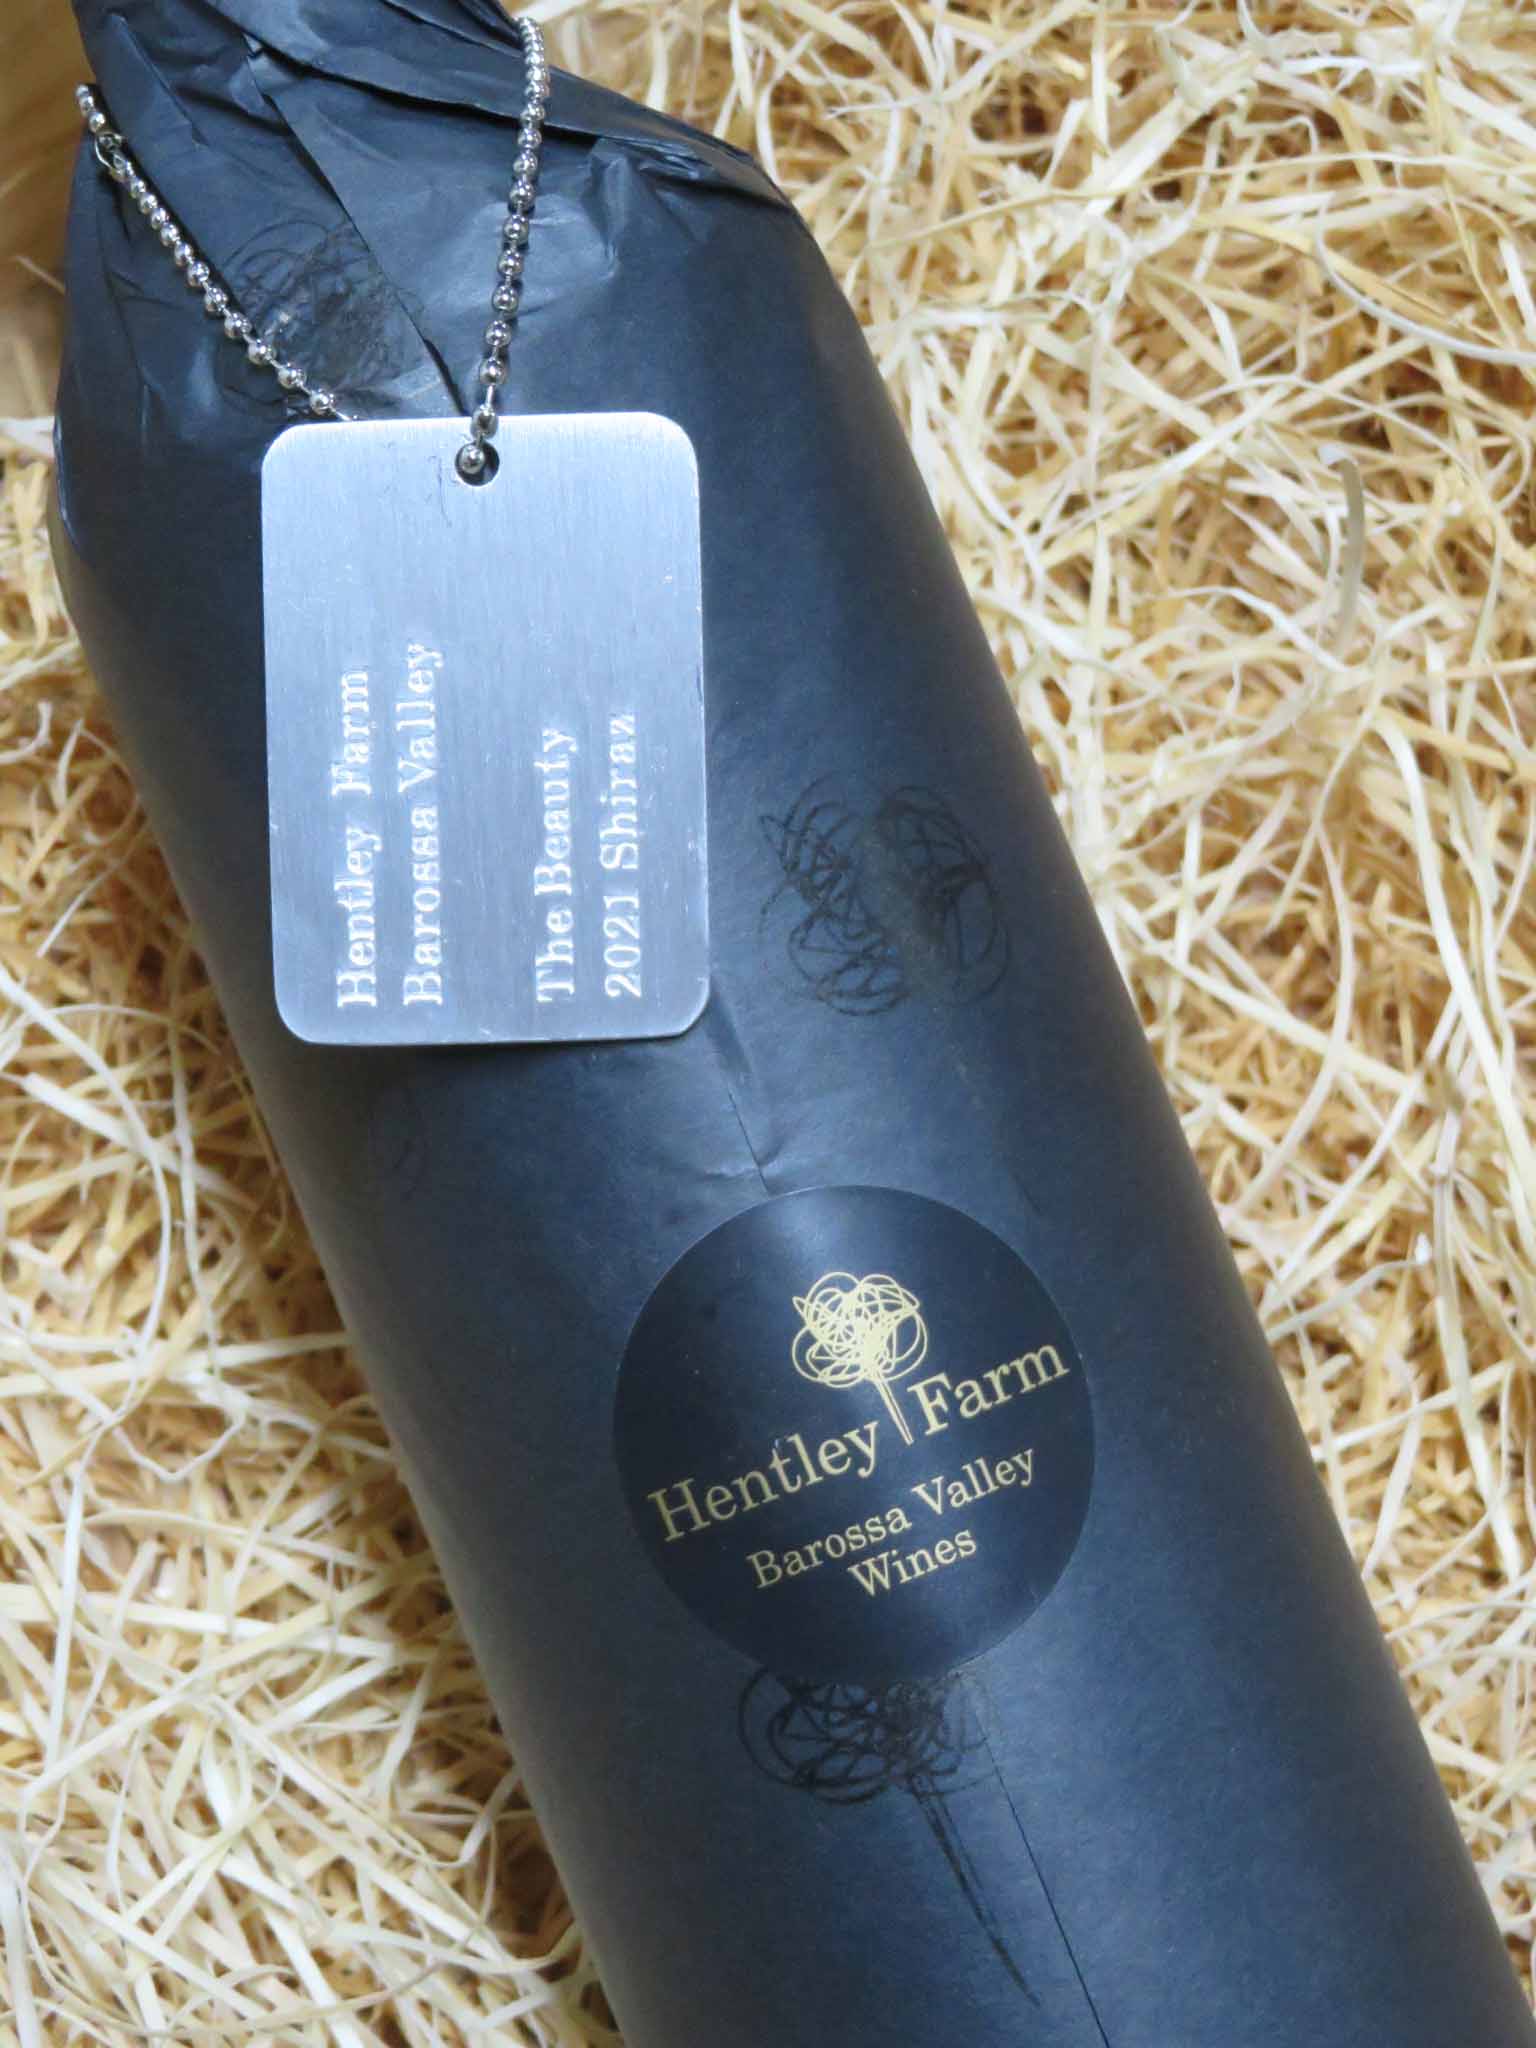 Hentley Farm
Barossa Valley
The Beauty
2021 Shiraz
Hentley Farm
Barossa Valley
Wines